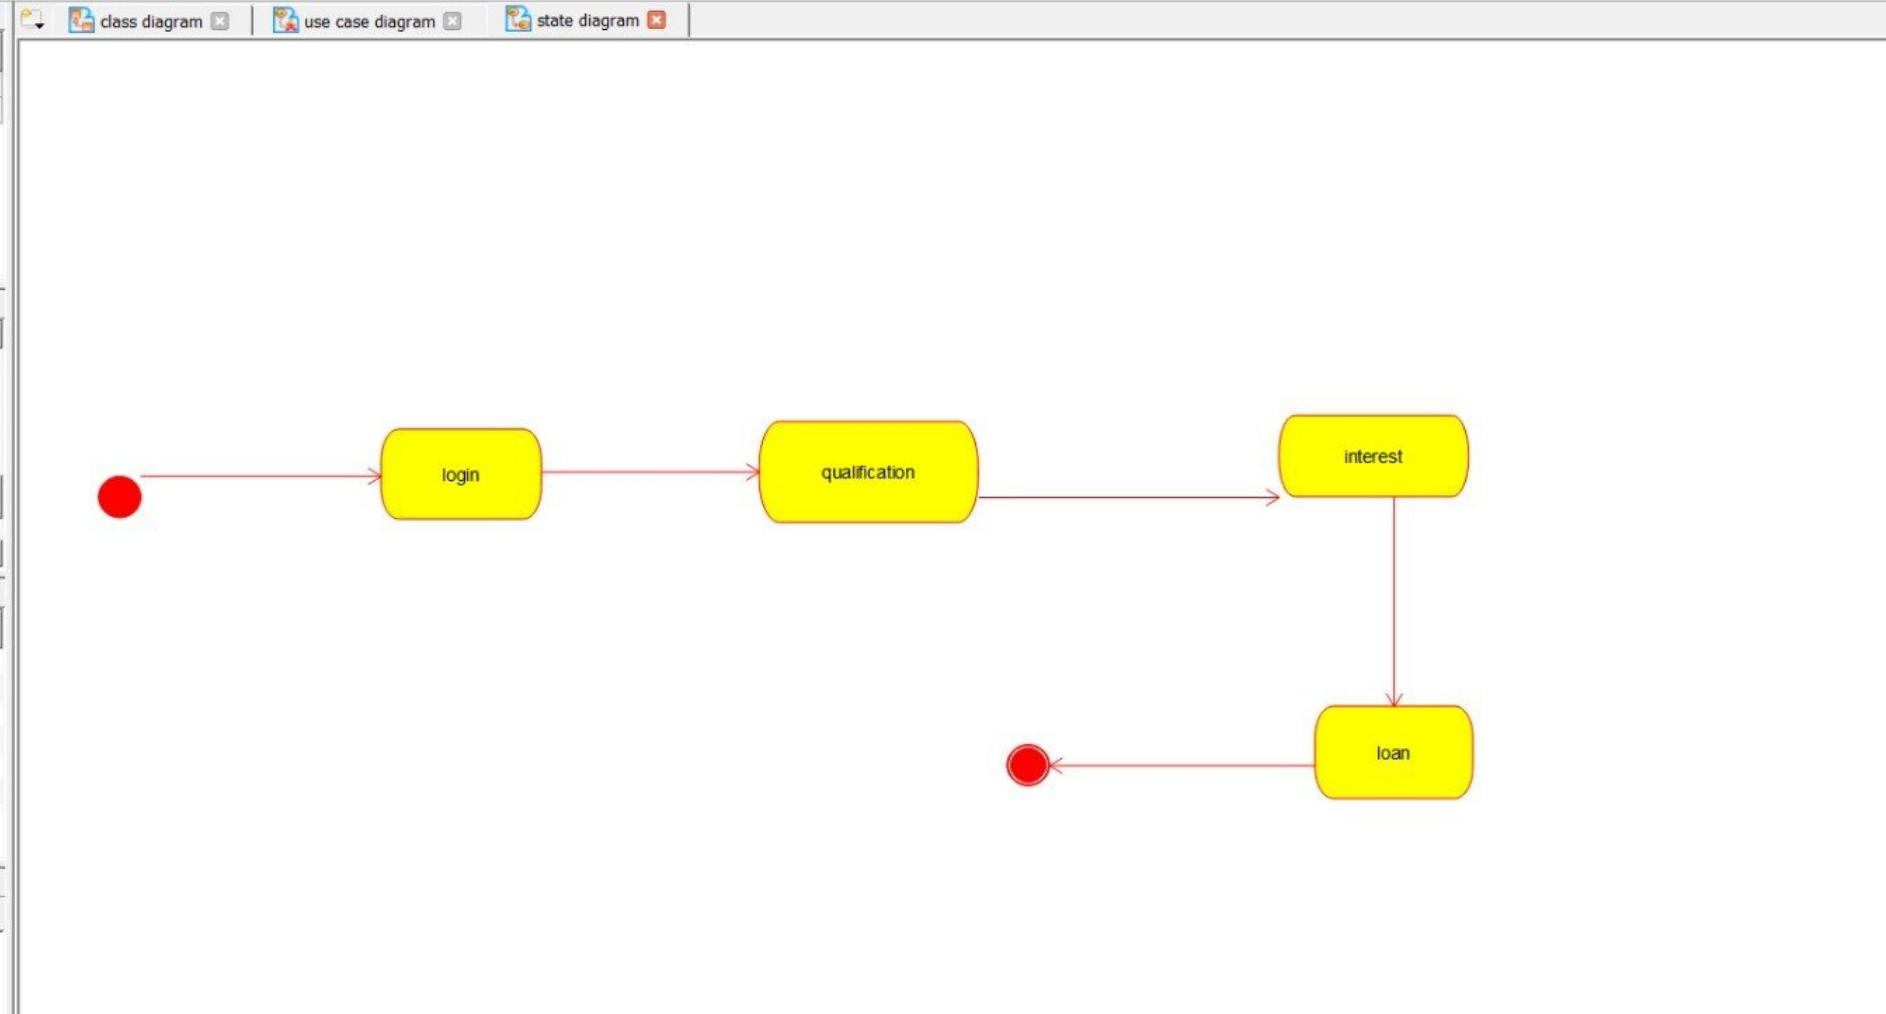 class diagram
use case diagram
state diagram
login
qualification
interest
loan